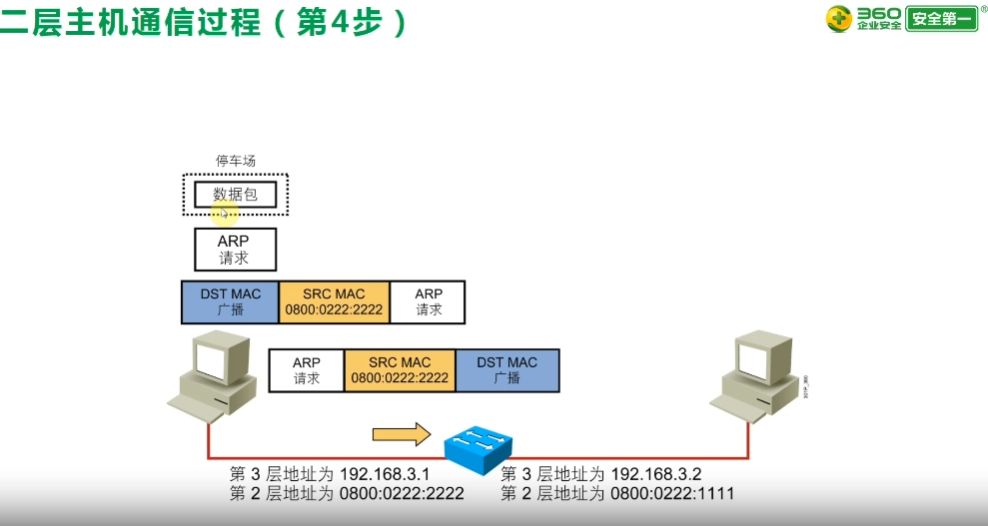 二层主机通信过程（第4步）
360
企业安全
安全第一
®
停车场
数据包
ARP
请求
DST MAC
广播
SRC MAC
0800:0222:2222
ARP
请求
ARP
请求
SRC MAC
0800:0222:2222
DST MAC
广播
第 3 层地址为 192.168.3.1
第 2 层地址为 0800:0222:2222
第 3 层地址为 192.168.3.2
第 2 层地址为 0800:0222:1111